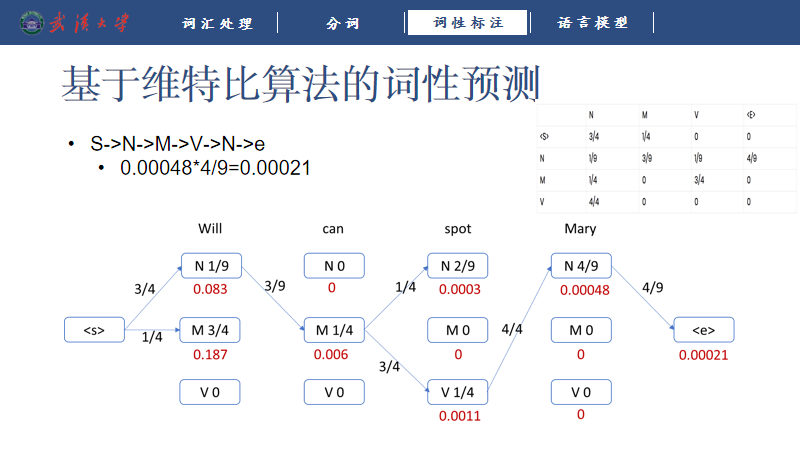 武汉大学 词汇处理 分词 词性标注 语言模型
基于维特比算法的词性预测
• S->N->M->V->N->e
• 0.00048*4/9=0.00021
N M V <E>
<S> 3/4 1/4 0 0
N 1/9 3/9 1/9 4/9
M 1/4 0 3/4 0
V 4/4 0 0 0
Will can spot Mary
N 1/9 N 0 N 2/9 N 4/9
3/4 0.083 3/9 0 1/4 0.0003 0.00048 4/9
<s> 1/4 M 3/4 M 1/4 M 0 4/4 M 0 <e>
0.187 0.006 3/4 0 0 0.00021
V 0 V 0 V 1/4 V 0
0.0011 0